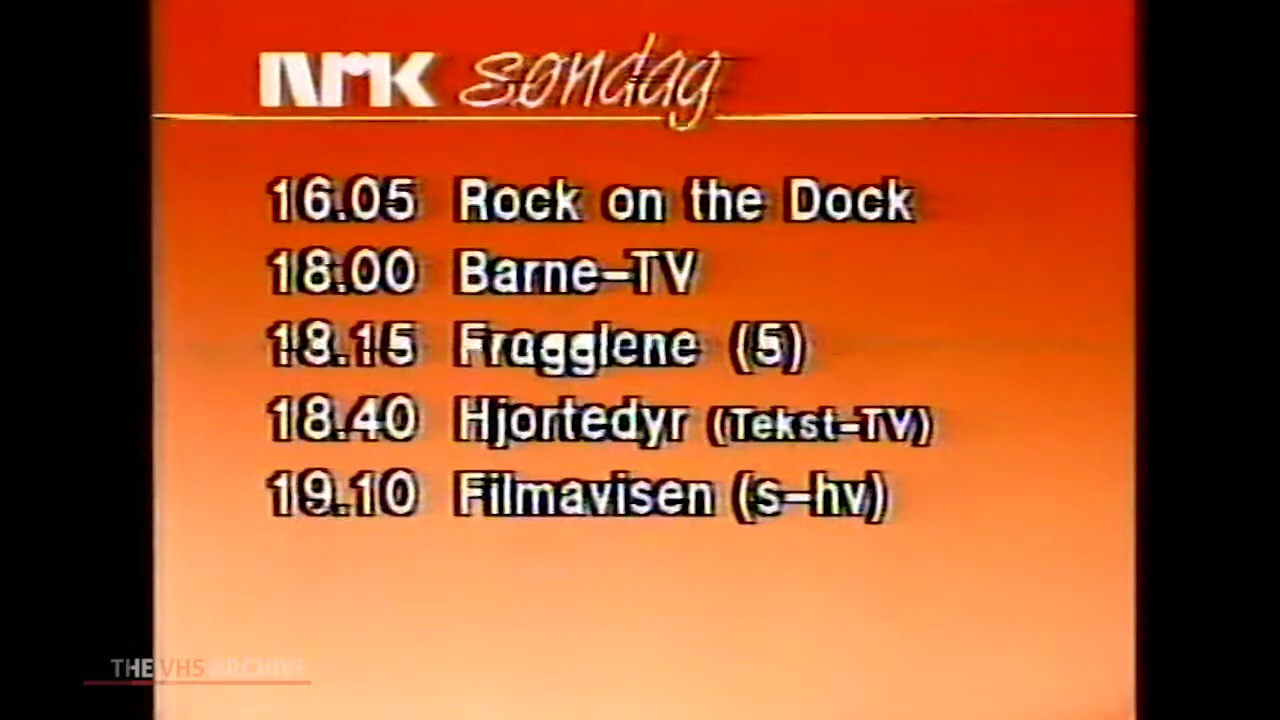 NRK søndag
16.05 Rock on the Dock
18.00 Barne-TV
18.15 Fragglene (5)
18.40 Hjortedyr (Tekst-TV)
19.10 Filmavisen (s-hv)
THE VHS ARCHIVE